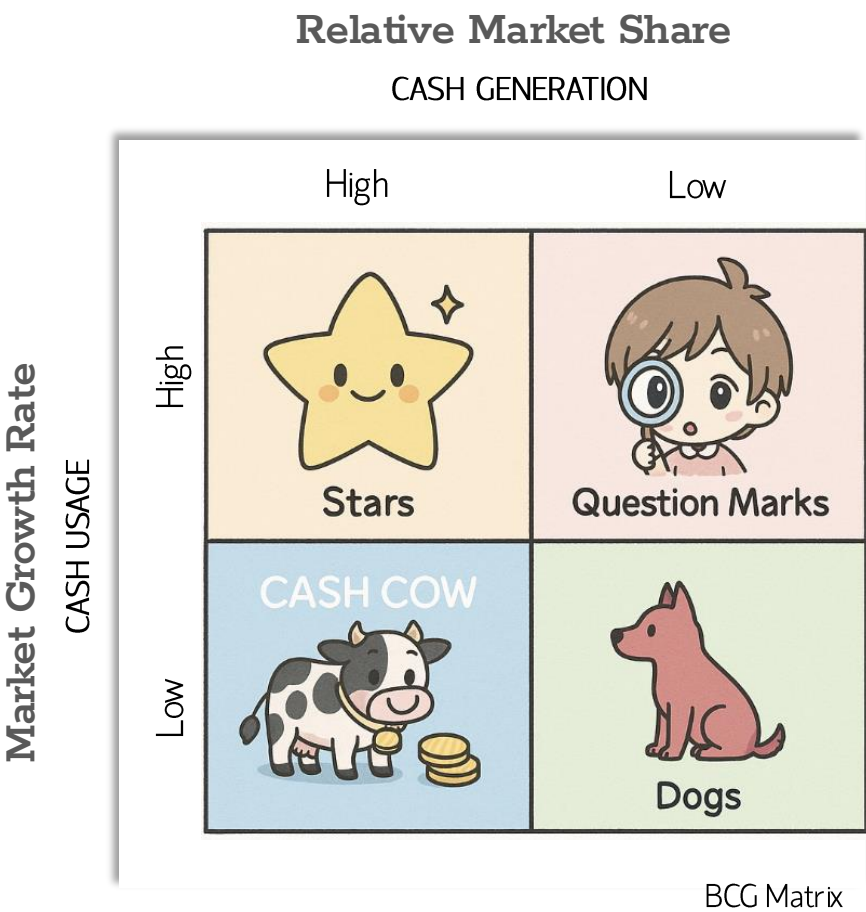 Relative Market Share
CASH GENERATION
High
Low
Market Growth Rate
CASH USAGE
High
Stars
Question Marks
Low
CASH COW
Dogs
BCG Matrix